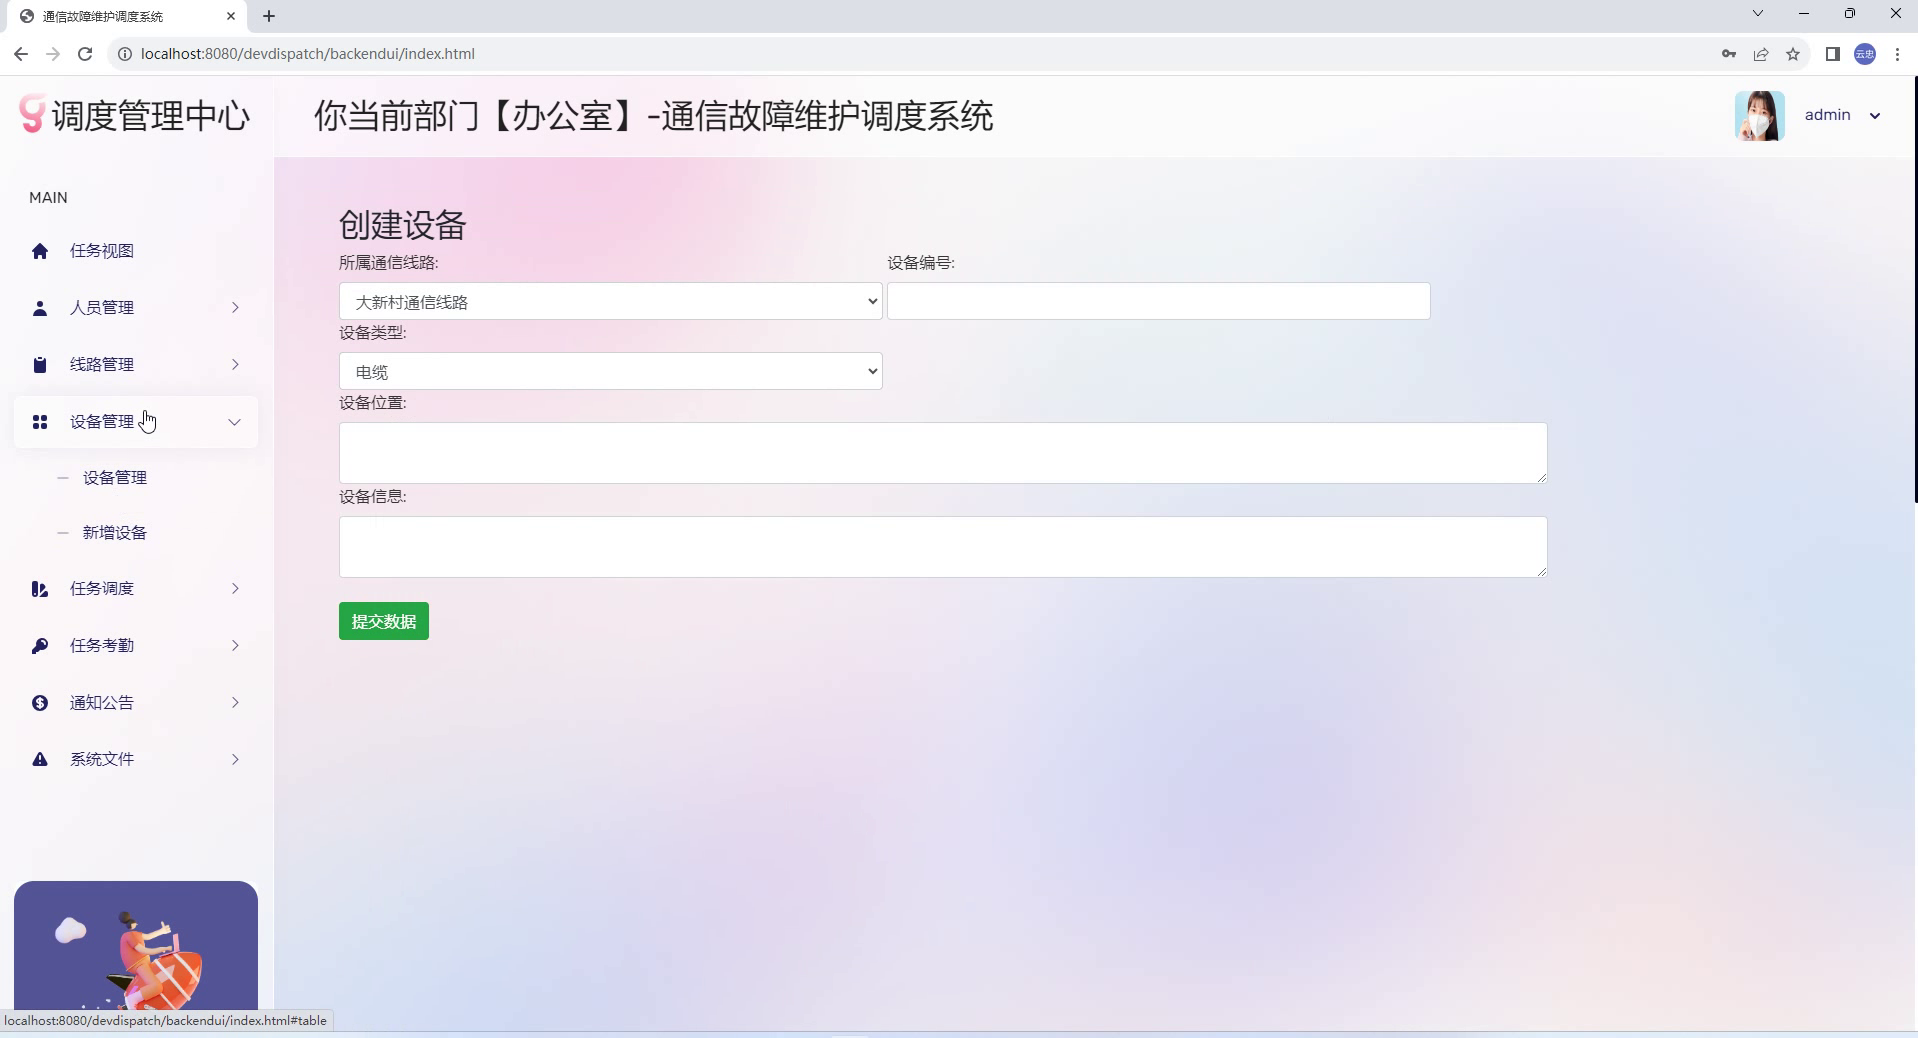 通信故障维护调度系统
localhost:8080/devdispatch/backendui/index.html
云忠
调度管理中心
你当前部门【办公室】-通信故障维护调度系统
admin
MAIN
任务视图
人员管理
线路管理
设备管理
设备管理
新增设备
任务调度
任务考勤
通知公告
系统文件
创建设备
所属通信线路:
设备编号:
大新村通信线路
设备类型:
电缆
设备位置:
设备信息:
提交数据
localhost:8080/devdispatch/backendui/index.html#table